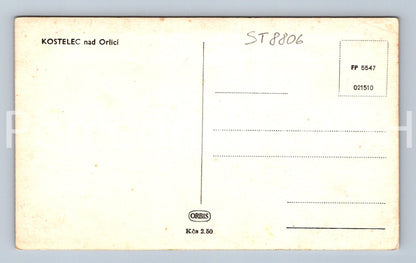 KOSTELEC nad Orlicí
ST8806
FP 5547
021510
ORBIS
Kčs 2.50